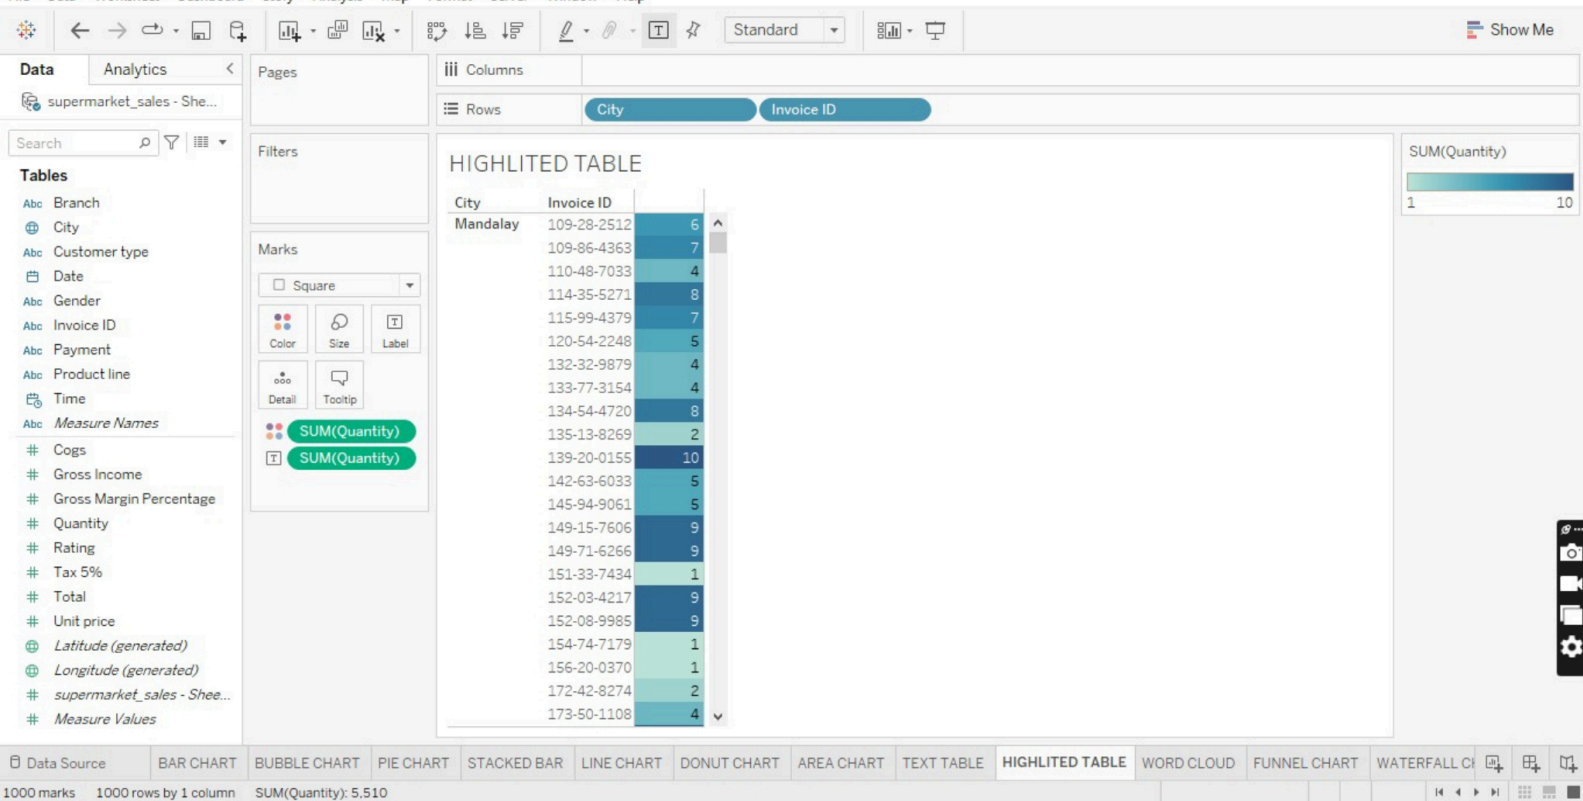 Standard
Show Me
Data
Analytics
supermarket_sales - She...
Search
Tables
Abc Branch
City
Abc Customer type
Date
Abc Gender
Abc Invoice ID
Abc Payment
Abc Product line
Time
Abc Measure Names
# Cogs
# Gross Income
# Gross Margin Percentage
# Quantity
# Rating
# Tax 5%
# Total
# Unit price
Latitude (generated)
Longitude (generated)
# supermarket_sales - Shee...
# Measure Values
Pages
Filters
Marks
Square
Color Size Label
Detail Tooltip
SUM(Quantity)
T SUM(Quantity)
Columns
Rows City Invoice ID
HIGHLITED TABLE
City Invoice ID
Mandalay 109-28-2512 6
109-86-4363 7
110-48-7033 4
114-35-5271 8
115-99-4379 7
120-54-2248 5
132-32-9879 4
133-77-3154 4
134-54-4720 8
135-13-8269 2
139-20-0155 10
142-63-6033 5
145-94-9061 5
149-15-7606 9
149-71-6266 9
151-33-7434 1
152-03-4217 9
152-08-9985 9
154-74-7179 1
156-20-0370 1
172-42-8274 2
173-50-1108 4
SUM(Quantity)
1 10
Data Source BAR CHART BUBBLE CHART PIE CHART STACKED BAR LINE CHART DONUT CHART AREA CHART TEXT TABLE HIGHLITED TABLE WORD CLOUD FUNNEL CHART WATERFALL CH
1000 marks 1000 rows by 1 column SUM(Quantity): 5,510